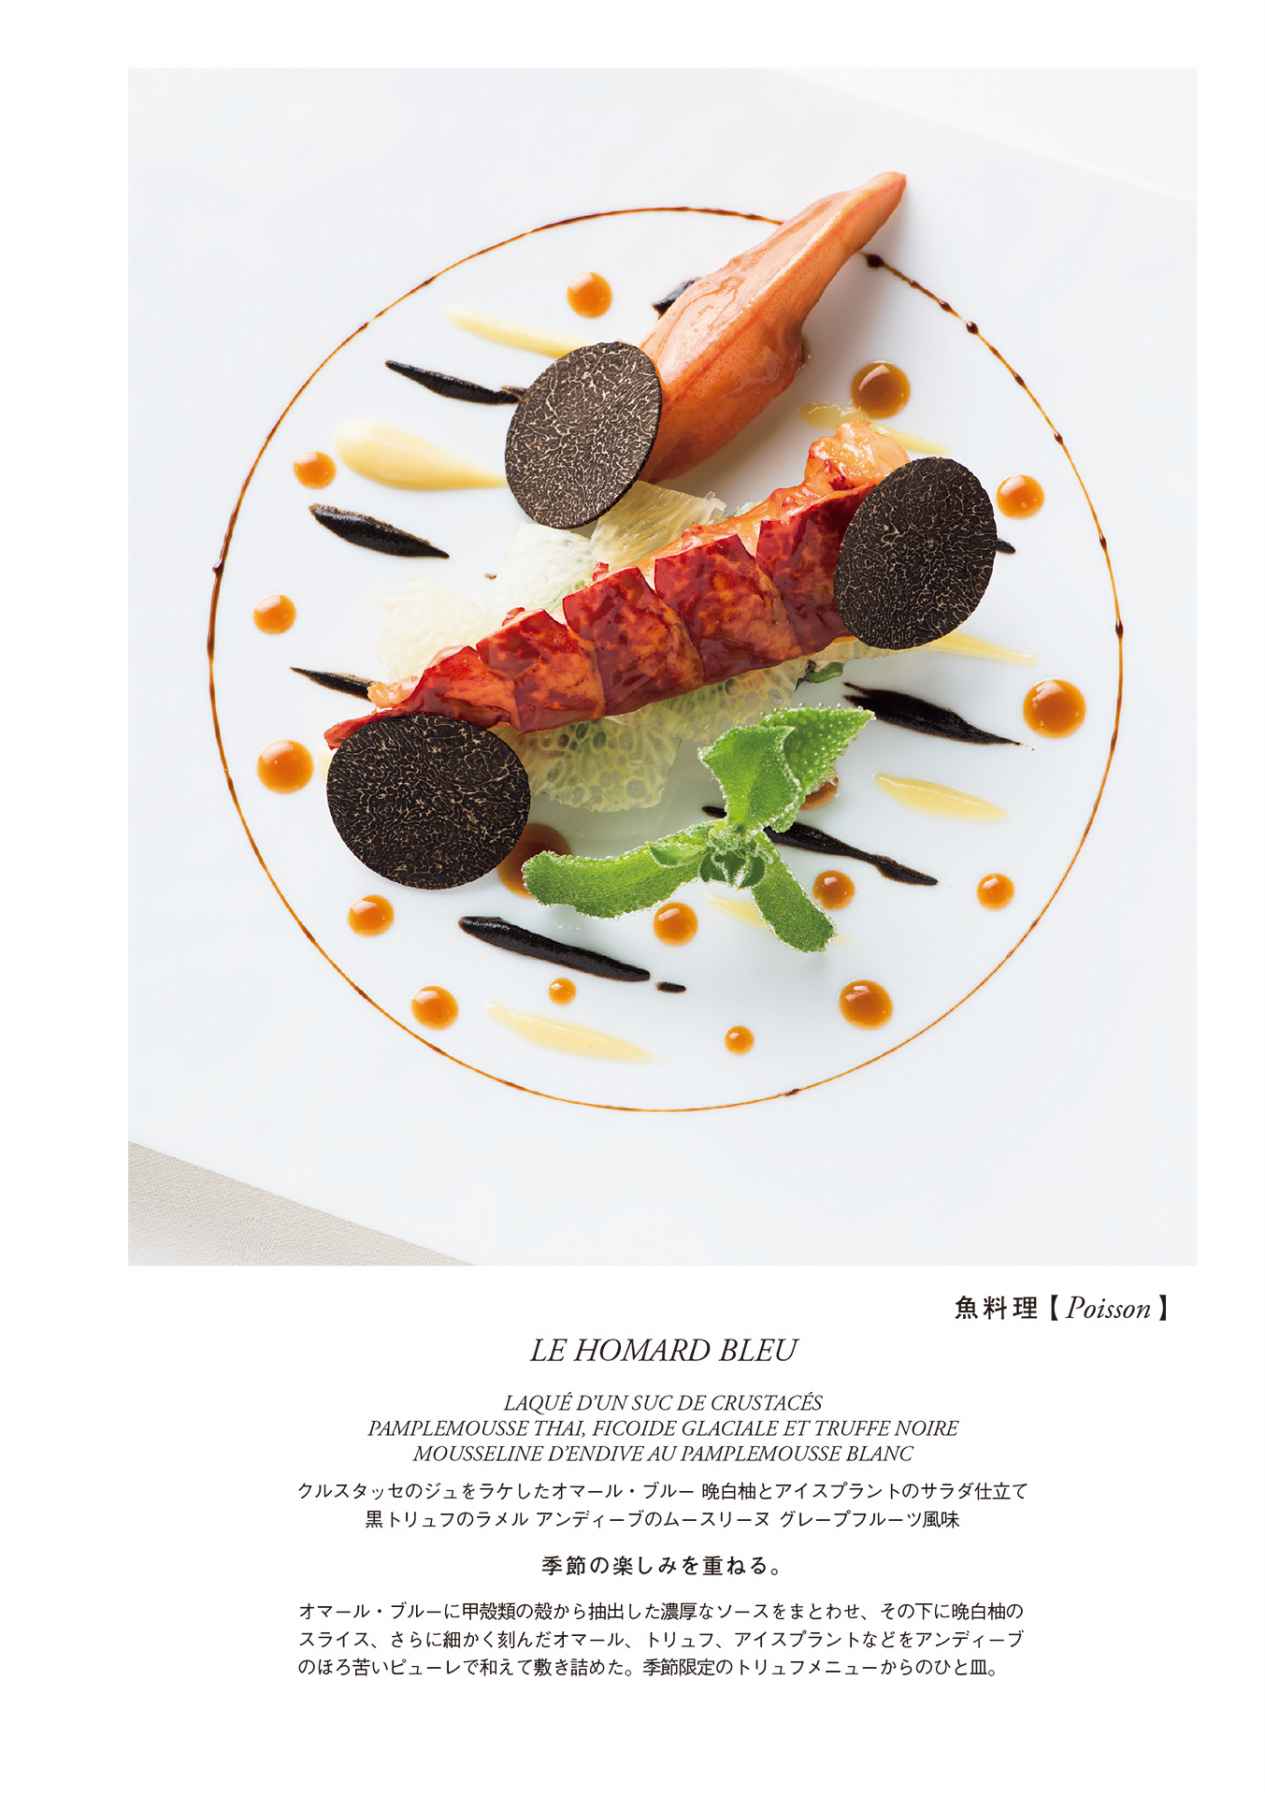 魚料理【Poisson】
LE HOMARD BLEU
LAQUÉ D'UN SUC DE CRUSTACÉS
PAMPLEMOUSSE THAI, FICOIDE GLACIALE ET TRUFFE NOIRE
MOUSSELINE D'ENDIVE AU PAMPLEMOUSSE BLANC
クルスタッセのジュをラケしたオマール・ブルー 晩白柚とアイスプラントのサラダ仕立て
黒トリュフのラメル アンディーブのムースリーヌ グレープフルーツ風味
季節の楽しみを重ねる。
オマール・ブルーに甲殻類の殻から抽出した濃厚なソースをまとわせ、その下に晩白柚の
スライス、さらに細かく刻んだオマール、トリュフ、アイスプラントなどをアンディーブ
のほろ苦いピューレで和えて敷き詰めた。季節限定のトリュフメニューからのひと皿。